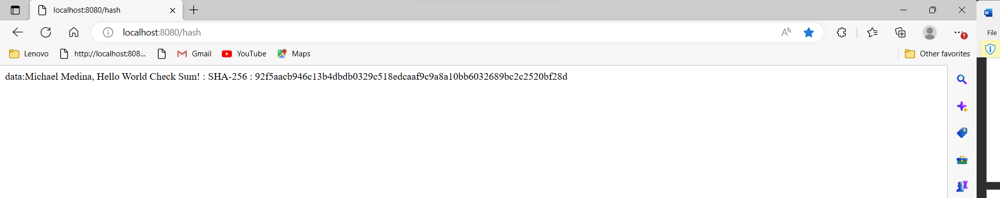 localhost:8080/hash
localhost:8080/hash
File
Lenovo http://localhost:808... Gmail YouTube Maps Other favorites
data:Michael Medina, Hello World Check Sum! : SHA-256 : 92f5aacb946c13b4dbdb0329c518edcaaf9c9a8a10bb6032689bc2c2520bf28d